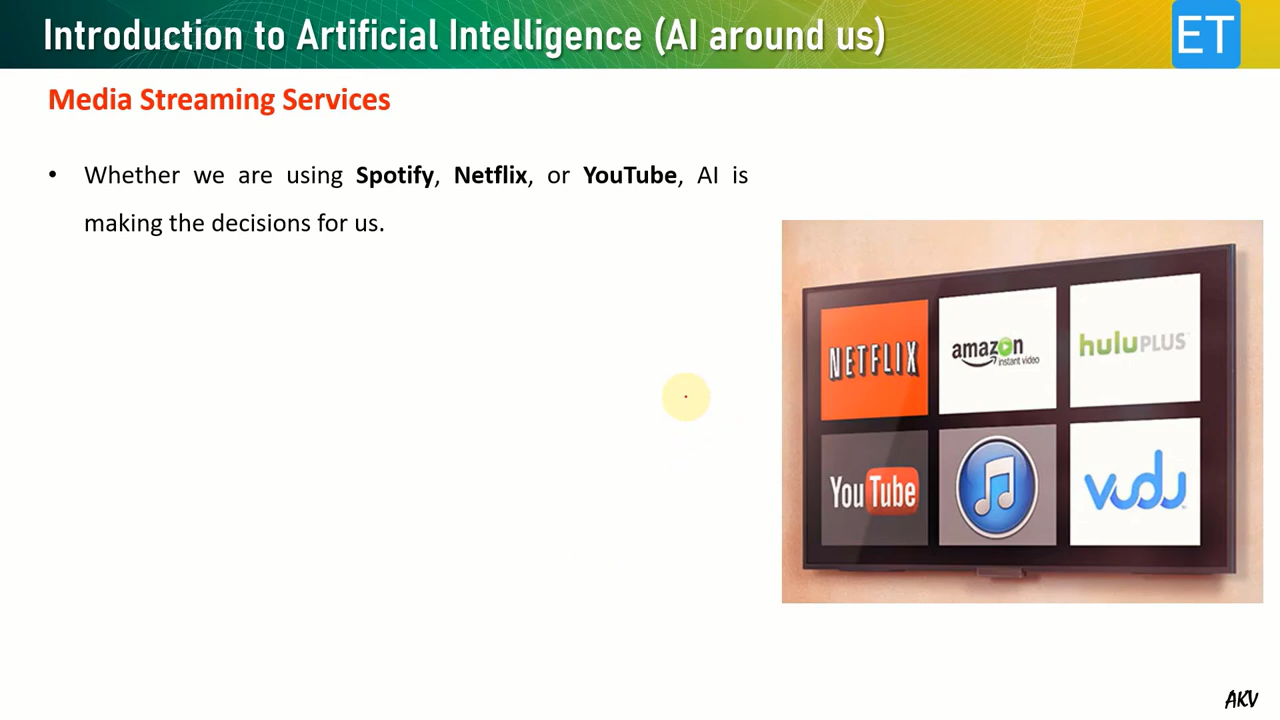 Introduction to Artificial Intelligence (AI around us)
ET
Media Streaming Services
• Whether we are using Spotify, Netflix, or YouTube, AI is
making the decisions for us.
NETFLIX
amazon
instant video
huluPLUS
YouTube
vudu
AKV